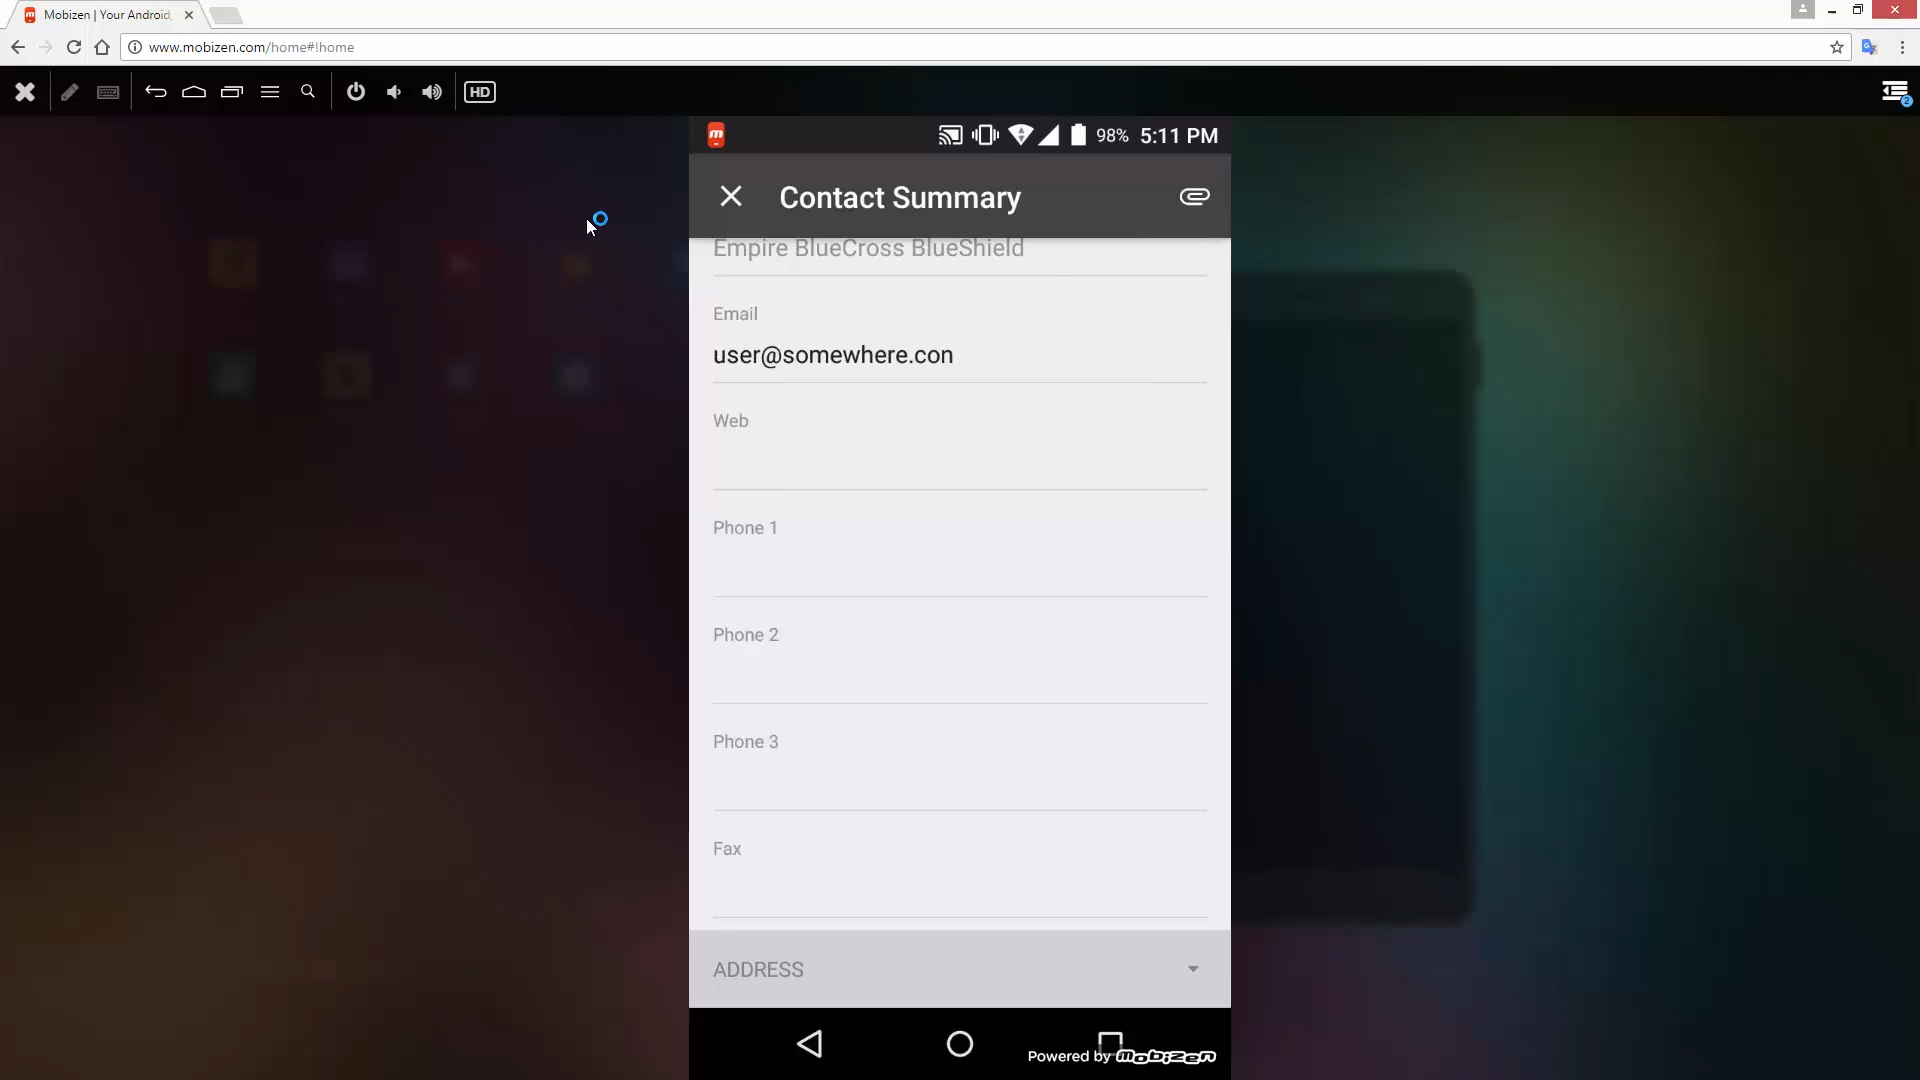 Mobizen | Your Android,
www.mobizen.com/home#!home
HD
2
m
98% 5:11 PM
Contact Summary
Empire BlueCross BlueShield
Email
user@somewhere.con
Web
Phone 1
Phone 2
Phone 3
Fax
ADDRESS
Powered by mobizen